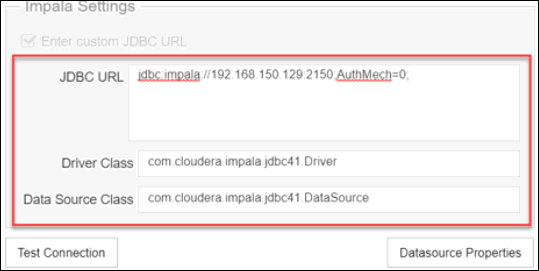 Impala Settings
Enter custom JDBC URL
JDBC URL jdbc:impala://192.168.150.129:2150;AuthMech=0;
Driver Class com.cloudera.impala.jdbc41.Driver
Data Source Class com.cloudera.impala.jdbc41.DataSource
Test Connection Datasource Properties